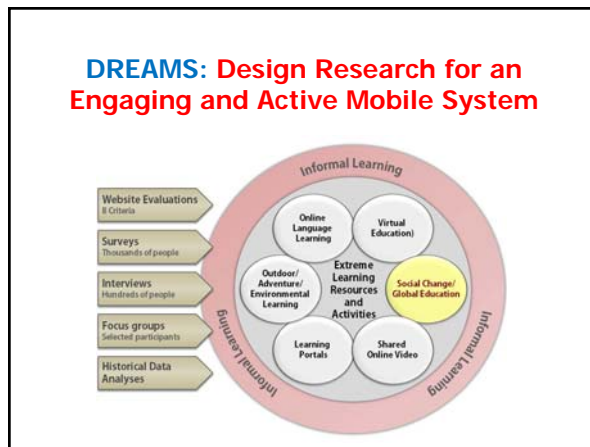 DREAMS: Design Research for an
Engaging and Active Mobile System
Website Evaluations
8 Criteria
Surveys
Thousands of people
Interviews
Hundreds of people
Focus groups
Selected participants
Historical Data
Analyses
Informal Learning
Online
Language
Learning
Virtual
Education)
Outdoor/
Adventure/
Environmental
Learning
Extreme
Learning
Resources
and
Activities
Social Change/
Global Education
Learning
Portals
Shared
Online Video
Informal Learning
Informal Learning